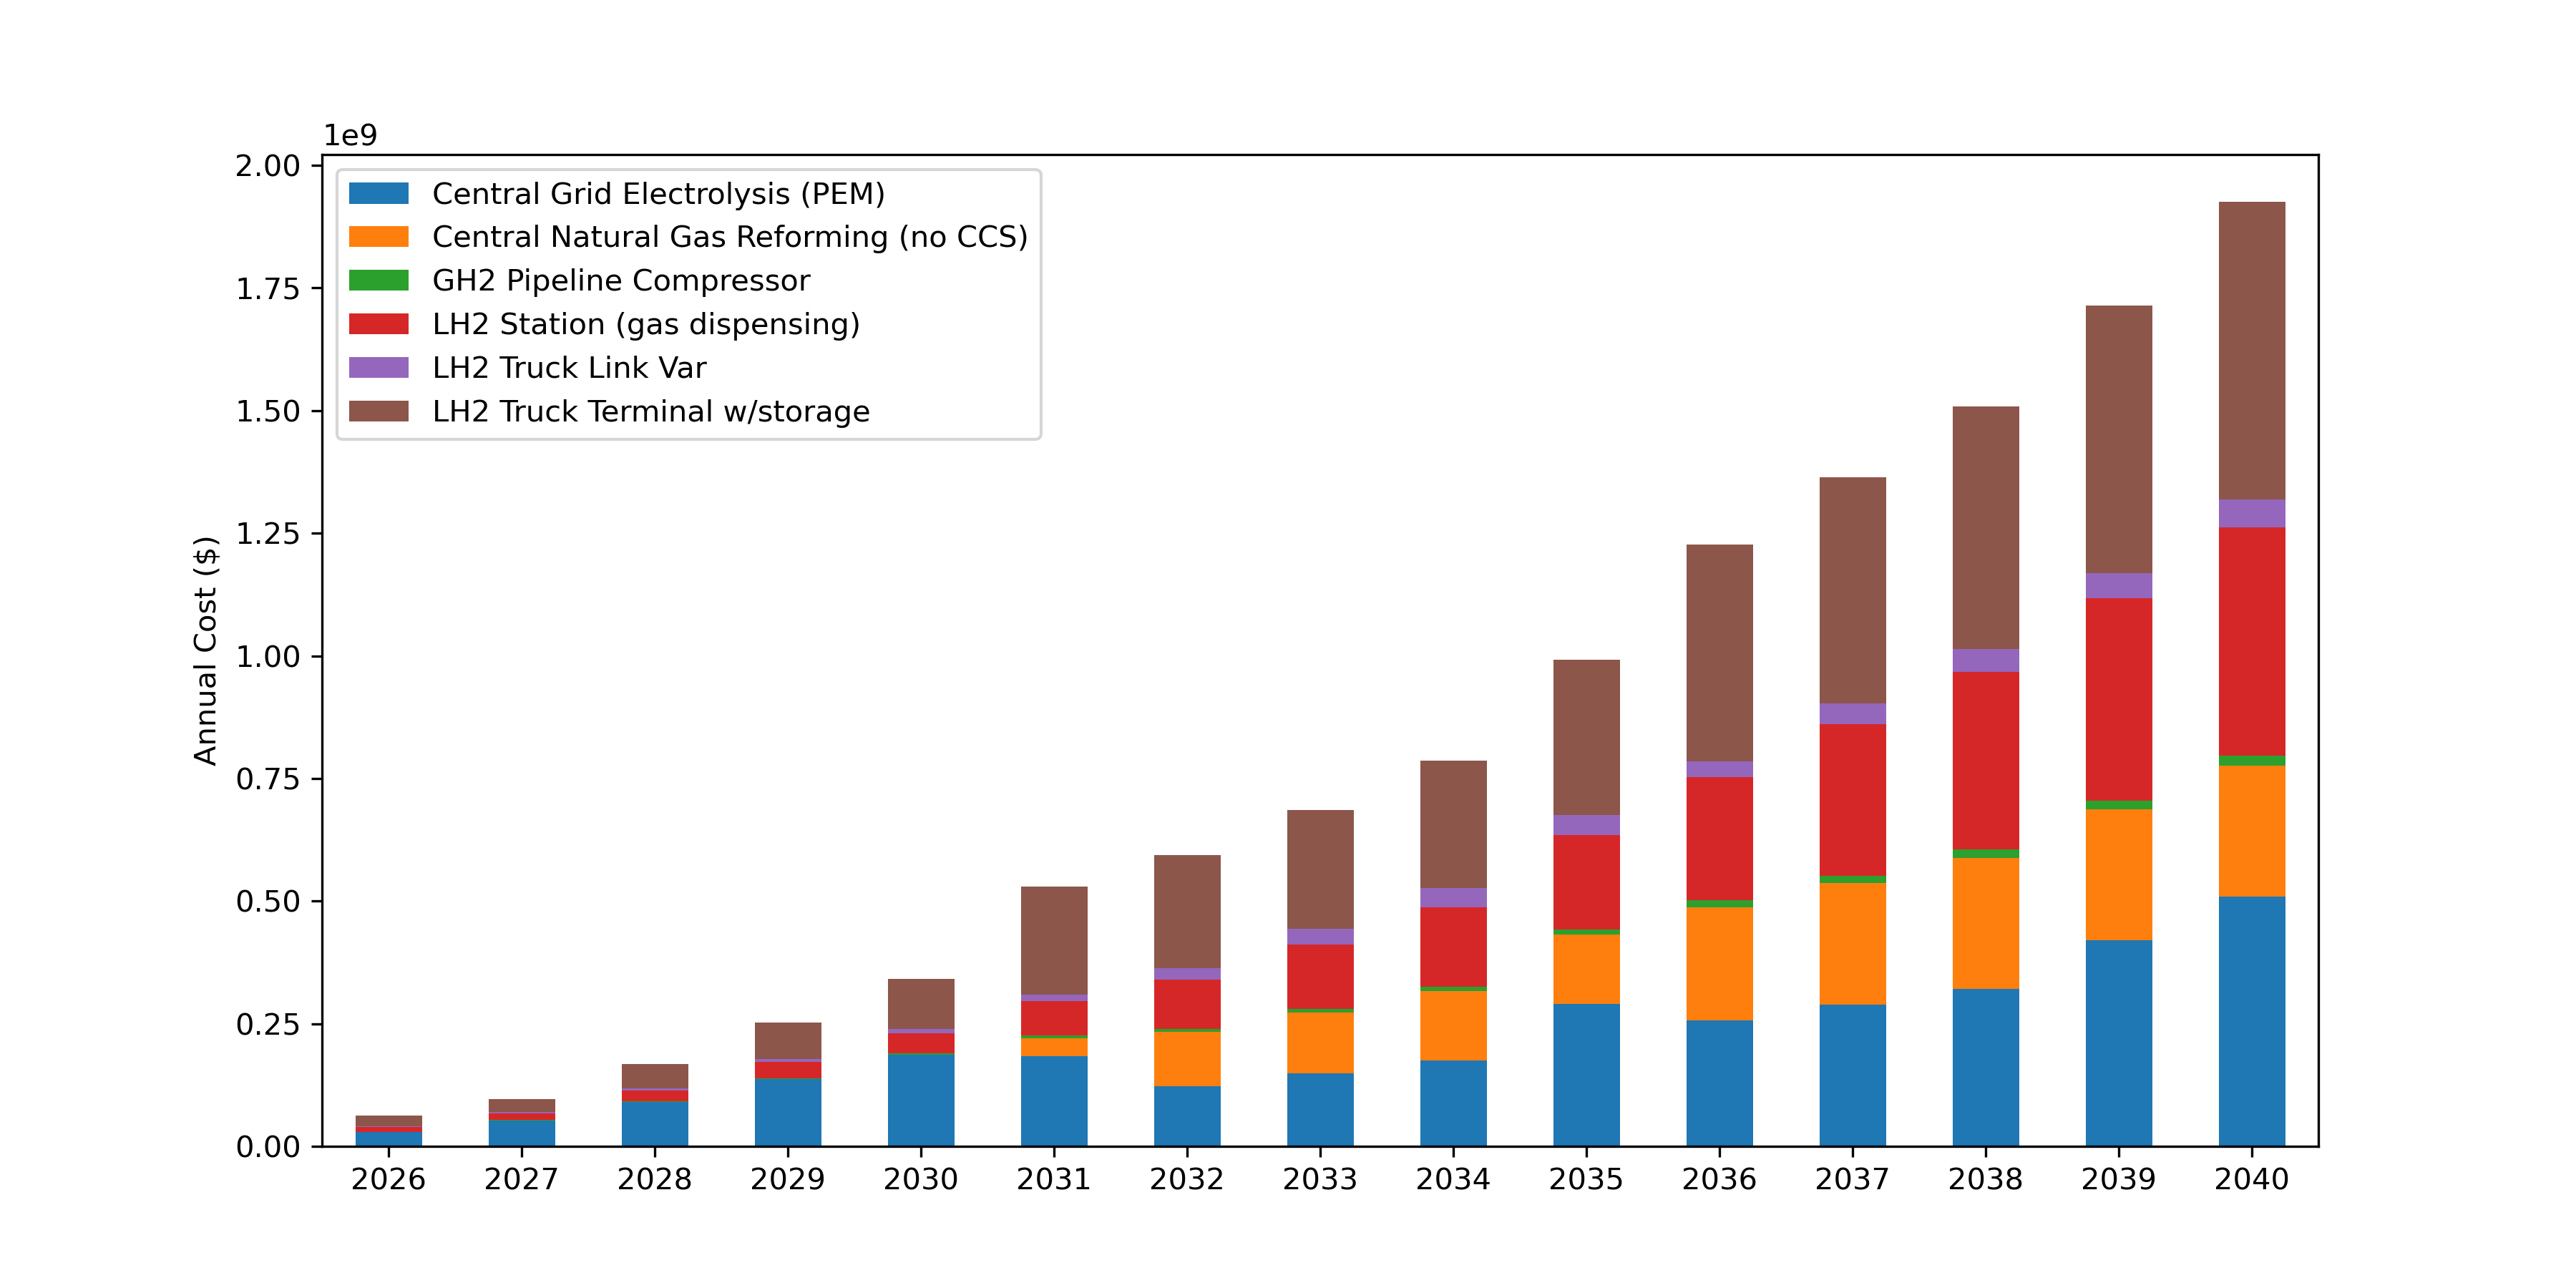 1e9
2.00
1.75
1.50
1.25
1.00
0.75
0.50
0.25
0.00
Annual Cost ($)
Central Grid Electrolysis (PEM)
Central Natural Gas Reforming (no CCS)
GH2 Pipeline Compressor
LH2 Station (gas dispensing)
LH2 Truck Link Var
LH2 Truck Terminal w/storage
2026 2027 2028 2029 2030 2031 2032 2033 2034 2035 2036 2037 2038 2039 2040